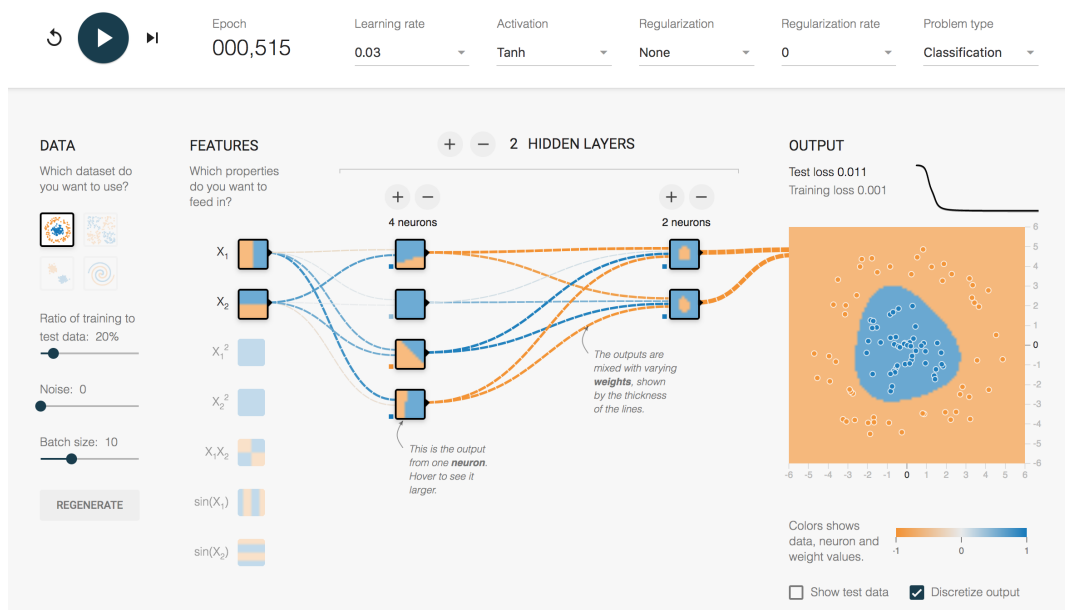 Epoch
000,515
Learning rate
0.03
Activation
Tanh
Regularization
None
Regularization rate
0
Problem type
Classification
DATA
Which dataset do
you want to use?
Ratio of training to
test data: 20%
Noise: 0
Batch size: 10
REGENERATE
FEATURES
Which properties
do you want to
feed in?
X1
X2
X1²
X2²
X1X2
sin(X1)
sin(X2)
+ − 2 HIDDEN LAYERS
+ −
4 neurons
+ −
2 neurons
This is the output
from one neuron.
Hover to see it
larger.
The outputs are
mixed with varying
weights, shown
by the thickness
of the lines.
OUTPUT
Test loss 0.011
Training loss 0.001
6
5
4
3
2
1
0
-1
-2
-3
-4
-5
-6
-6 -5 -4 -3 -2 -1 0 1 2 3 4 5 6
Colors shows
data, neuron and
weight values.
-1 0 1
Show test data
Discretize output